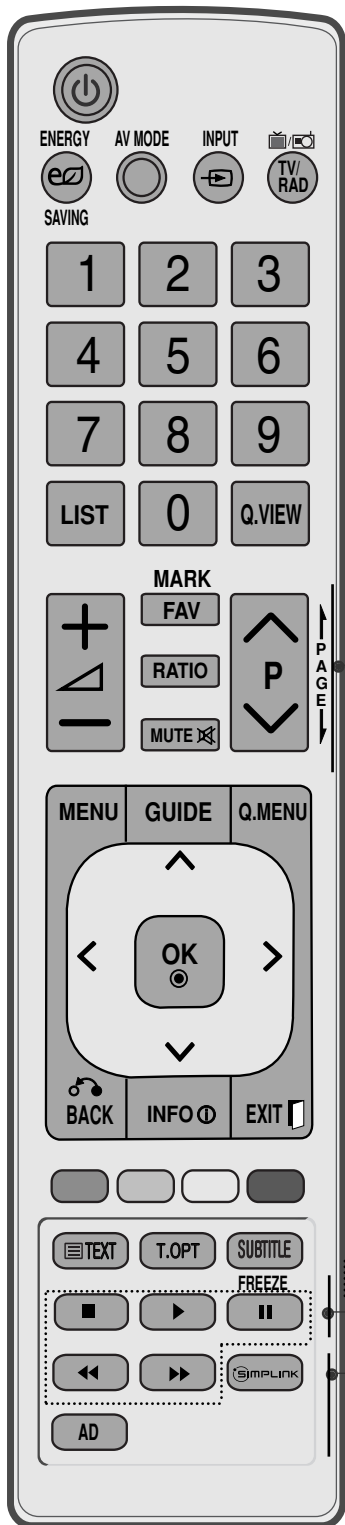 ENERGY AV MODE INPUT
TV/
RAD
SAVING
1 2 3
4 5 6
7 8 9
LIST 0 Q.VIEW
MARK
FAV
RATIO
MUTE
P
PAGE
MENU GUIDE Q.MENU
OK
BACK INFO EXIT
TEXT T.OPT SUBTITLE
FREEZE
SIMPLINK
AD